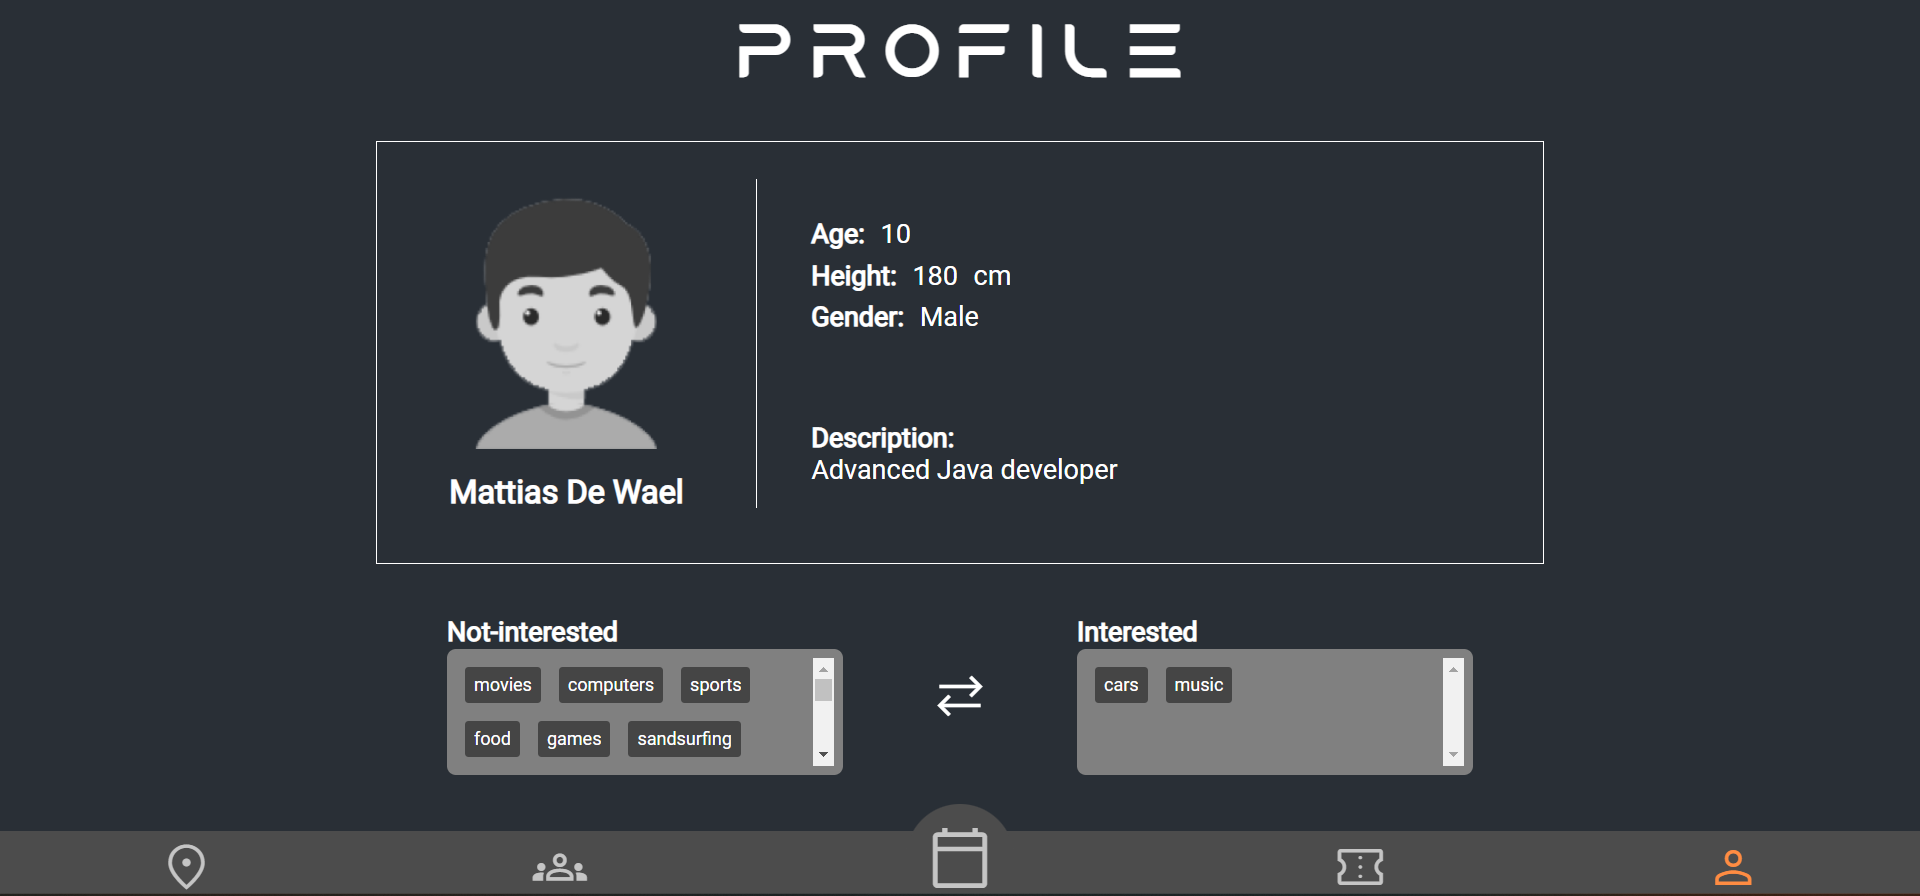 PROFILE
Age: 10
Height: 180 cm
Gender: Male
Description:
Advanced Java developer
Mattias De Wael
Not-interested
movies computers sports
food games sandsurfing
Interested
cars music